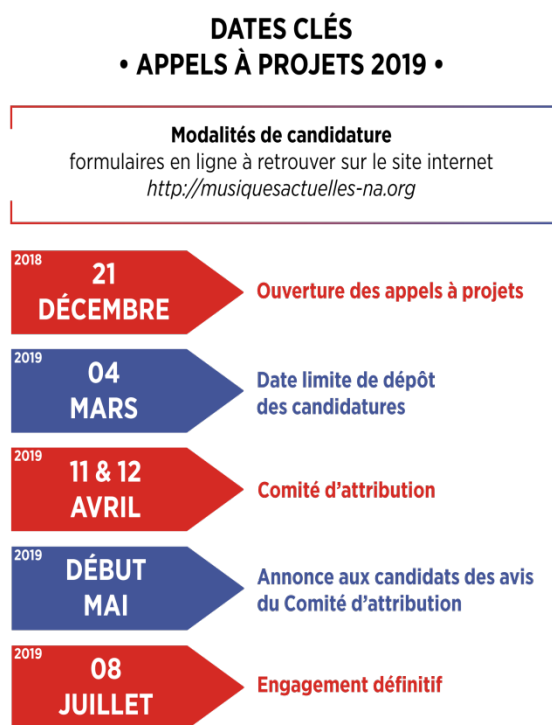 DATES CLÉS
• APPELS À PROJETS 2019 •
Modalités de candidature
formulaires en ligne à retrouver sur le site internet
http://musiquesactuelles-na.org
2018
21
DÉCEMBRE
Ouverture des appels à projets
2019
04
MARS
Date limite de dépôt
des candidatures
2019
11 & 12
AVRIL
Comité d'attribution
2019
DÉBUT
MAI
Annonce aux candidats des avis
du Comité d'attribution
2019
08
JUILLET
Engagement définitif